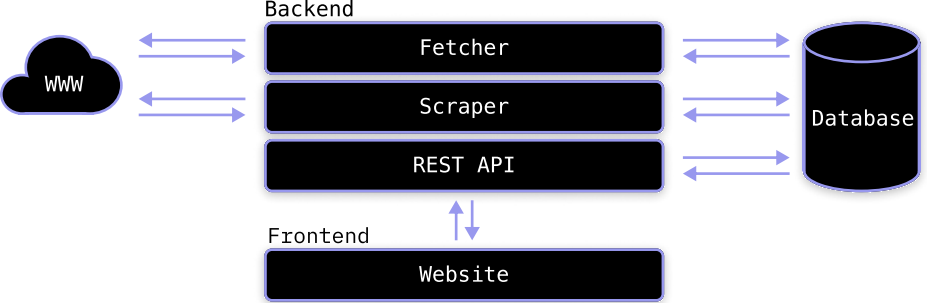 Backend
Fetcher
WWW
Scraper
Database
REST API
Frontend
Website